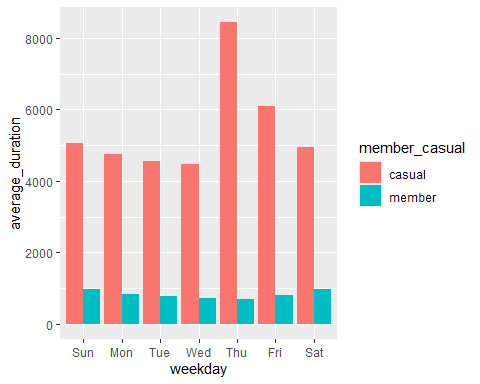 average_duration
8000
6000
4000
2000
0
Sun Mon Tue Wed Thu Fri Sat
weekday
member_casual
casual
member